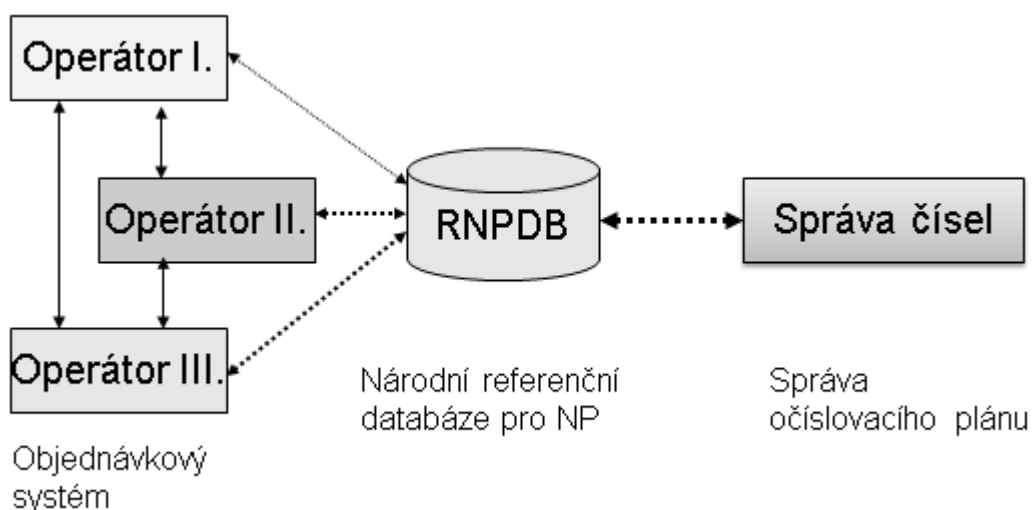 Operátor I.
Operátor II.
RNPDB
Správa čísel
Operátor III.
Národní referenční
databáze pro NP
Správa
očíslovacího plánu
Objednávkový
systém